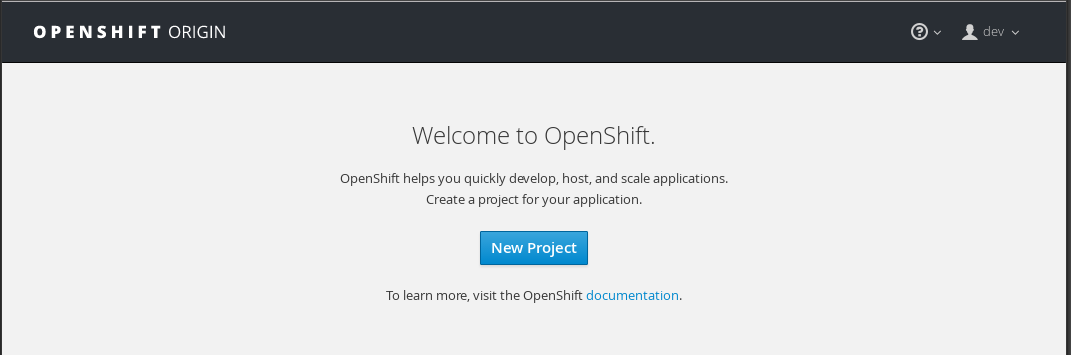 OPENSHIFT ORIGIN
dev
Welcome to OpenShift.
OpenShift helps you quickly develop, host, and scale applications.
Create a project for your application.
New Project
To learn more, visit the OpenShift documentation.